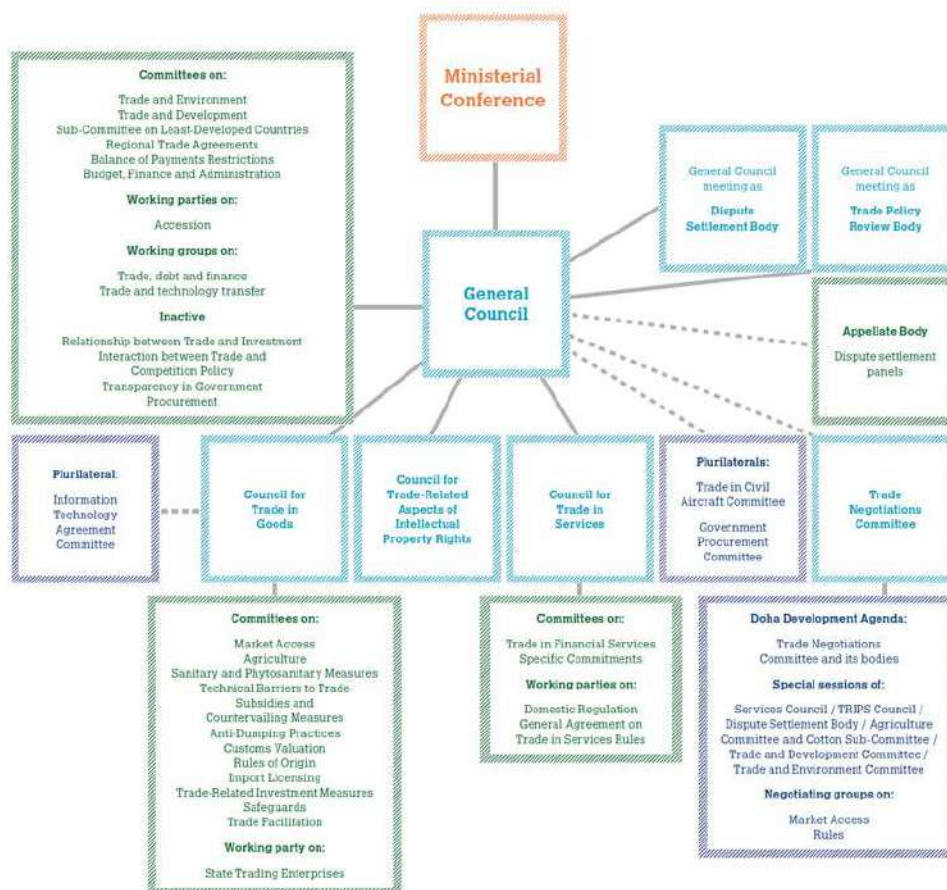 Ministerial
Conference
Committees on:
Trade and Environment
Trade and Development
Sub-Committee on Least-Developed Countries
Regional Trade Agreements
Balance of Payments Restrictions
Budget, Finance and Administration
Working parties on:
Accession
Working groups on:
Trade, debt and finance
Trade and technology transfer
Inactive
Relationship between Trade and Investment
Interaction between Trade and
Competition Policy
Transparency in Government
Procurement
General Council
meeting as
Dispute
Settlement Body
General Council
meeting as
Trade Policy
Review Body
General
Council
Appellate Body
Dispute settlement
panels
Plurilateral:
Information
Technology
Agreement
Committee
Council for
Trade in
Goods
Council for
Trade-Related
Aspects of
Intellectual
Property Rights
Council for
Trade in
Services
Plurilaterals:
Trade in Civil
Aircraft Committee
Government
Procurement
Committee
Trade
Negotiations
Committee
Committees on:
Market Access
Agriculture
Sanitary and Phytosanitary Measures
Technical Barriers to Trade
Subsidies and
Countervailing Measures
Anti-Dumping Practices
Customs Valuation
Rules of Origin
Import Licensing
Trade-Related Investment Measures
Safeguards
Trade Facilitation
Working party on:
State Trading Enterprises
Committees on:
Trade in Financial Services
Specific Commitments
Working parties on:
Domestic Regulation
General Agreement on
Trade in Services Rules
Doha Development Agenda:
Trade Negotiations
Committee and its bodies
Special sessions of:
Services Council / TRIPS Council /
Dispute Settlement Body / Agriculture
Committee and Cotton Sub-Committee /
Trade and Development Committee /
Trade and Environment Committee
Negotiating groups on:
Market Access
Rules